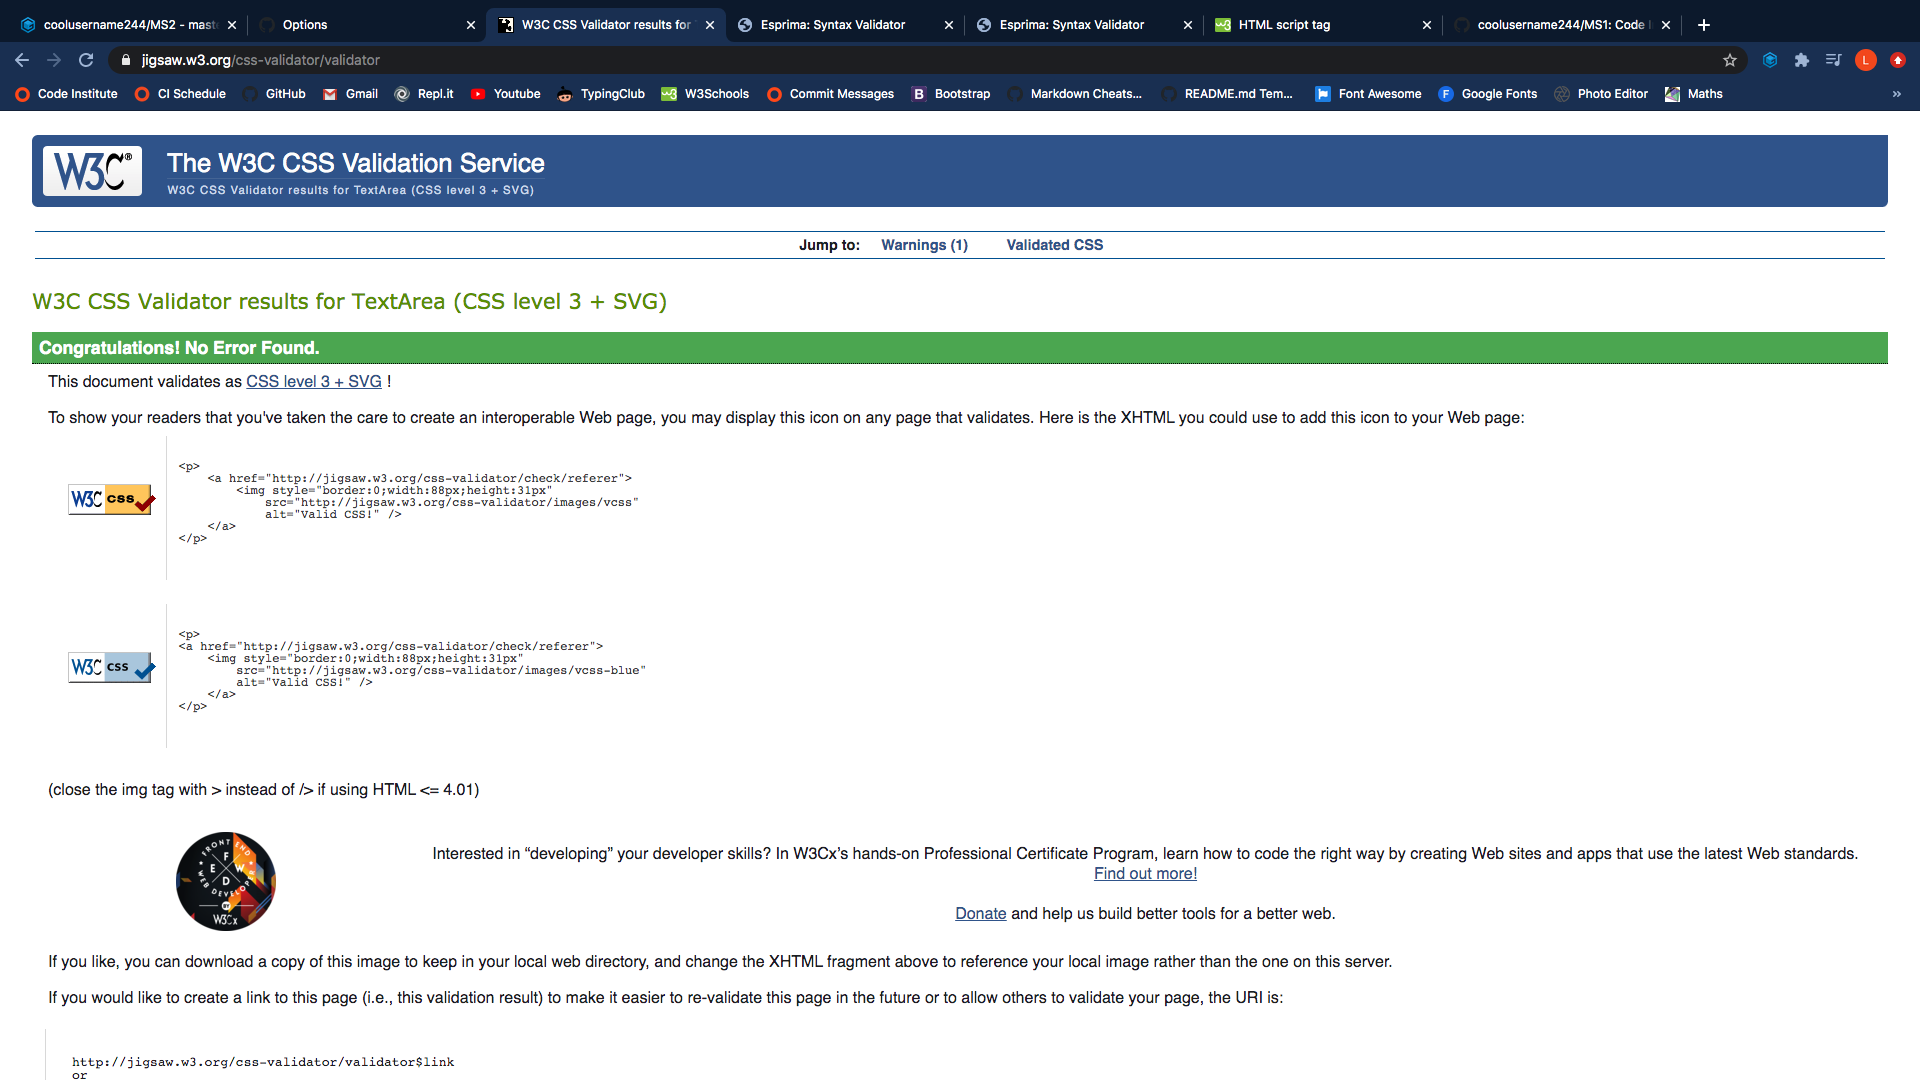 coolusername244/MS2 - mast
Options
W3C CSS Validator results for
Esprima: Syntax Validator
Esprima: Syntax Validator
HTML script tag
coolusername244/MS1: Code I
jigsaw.w3.org/css-validator/validator
L
Code Institute
CI Schedule
GitHub
Gmail
Repl.it
Youtube
TypingClub
W3Schools
Commit Messages
B Bootstrap
Markdown Cheats...
README.md Tem...
Font Awesome
F Google Fonts
Photo Editor
Maths
W3C®
The W3C CSS Validation Service
W3C CSS Validator results for TextArea (CSS level 3 + SVG)
Jump to: Warnings (1) Validated CSS
W3C CSS Validator results for TextArea (CSS level 3 + SVG)
Congratulations! No Error Found.
This document validates as CSS level 3 + SVG !
To show your readers that you've taken the care to create an interoperable Web page, you may display this icon on any page that validates. Here is the XHTML you could use to add this icon to your Web page:
W3C css
<p>
<a href="http://jigsaw.w3.org/css-validator/check/referer">
<img style="border:0;width:88px;height:31px"
src="http://jigsaw.w3.org/css-validator/images/vcss"
alt="Valid CSS!" />
</a>
</p>
W3C css
<p>
<a href="http://jigsaw.w3.org/css-validator/check/referer">
<img style="border:0;width:88px;height:31px"
src="http://jigsaw.w3.org/css-validator/images/vcss-blue"
alt="Valid CSS!" />
</a>
</p>
(close the img tag with > instead of /> if using HTML <= 4.01)
FRONT END
F E W D
WEB DEVELOPER
BY
W3Cx
Interested in “developing” your developer skills? In W3Cx’s hands-on Professional Certificate Program, learn how to code the right way by creating Web sites and apps that use the latest Web standards.
Find out more!
Donate and help us build better tools for a better web.
If you like, you can download a copy of this image to keep in your local web directory, and change the XHTML fragment above to reference your local image rather than the one on this server.
If you would like to create a link to this page (i.e., this validation result) to make it easier to re-validate this page in the future or to allow others to validate your page, the URI is:
http://jigsaw.w3.org/css-validator/validator$link
or